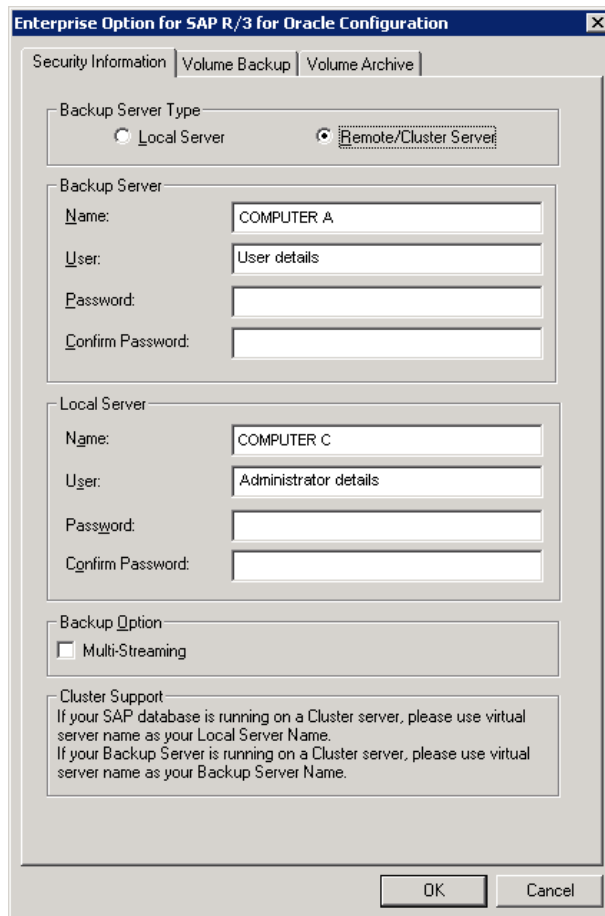 Enterprise Option for SAP R/3 for Oracle Configuration
Security Information Volume Backup Volume Archive
Backup Server Type
Local Server Remote/Cluster Server
Backup Server
Name: COMPUTER A
User: User details
Password:
Confirm Password:
Local Server
Name: COMPUTER C
User: Administrator details
Password:
Confirm Password:
Backup Option
Multi-Streaming
Cluster Support
If your SAP database is running on a Cluster server, please use virtual
server name as your Local Server Name.
If your Backup Server is running on a Cluster server, please use virtual
server name as your Backup Server Name.
OK Cancel